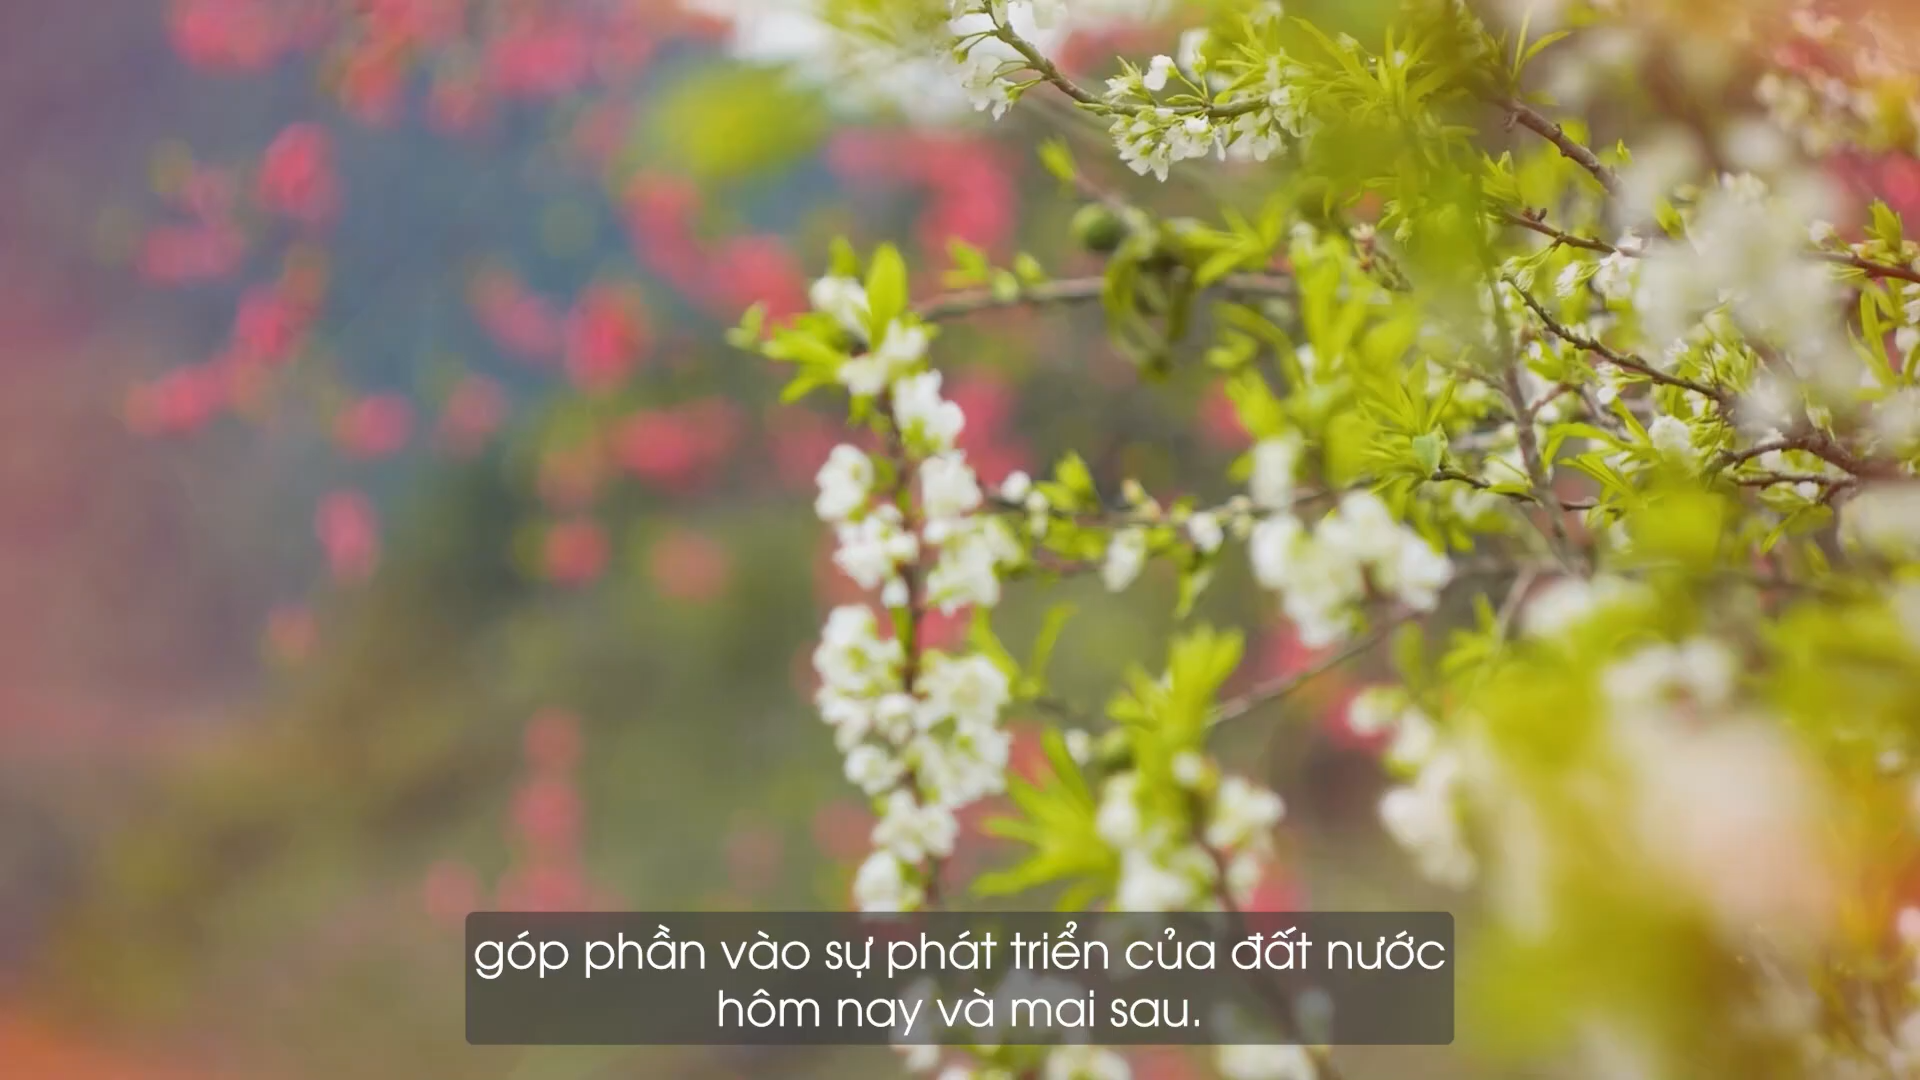 góp phần vào sự phát triển của đất nước
hôm nay và mai sau.